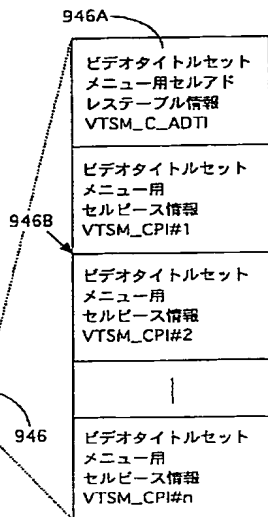 946A
ビデオタイトルセット
メニュー用セルアド
レステーブル情報
VTSM_C_ADTI
ビデオタイトルセット
メニュー用
セルピース情報
VTSM_CPI#1
946B
ビデオタイトルセット
メニュー用
セルピース情報
VTSM_CPI#2
946
ビデオタイトルセット
メニュー用
セルピース情報
VTSM_CPI#n